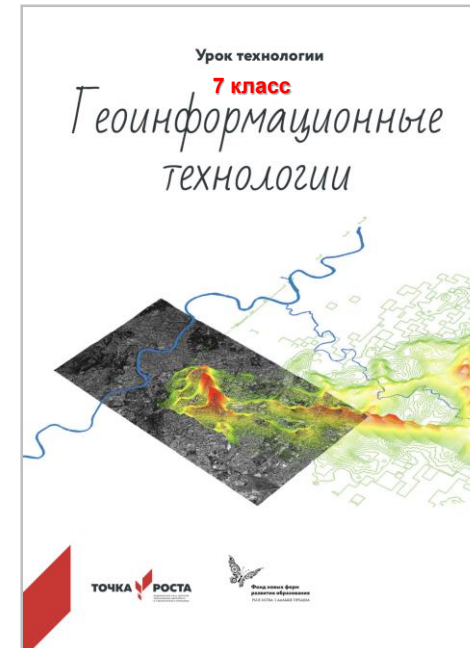 Урок технологии
7 класс
Геоинформационные
технологии
ТОЧКА РОСТА
Фонд новых форм
развития образования